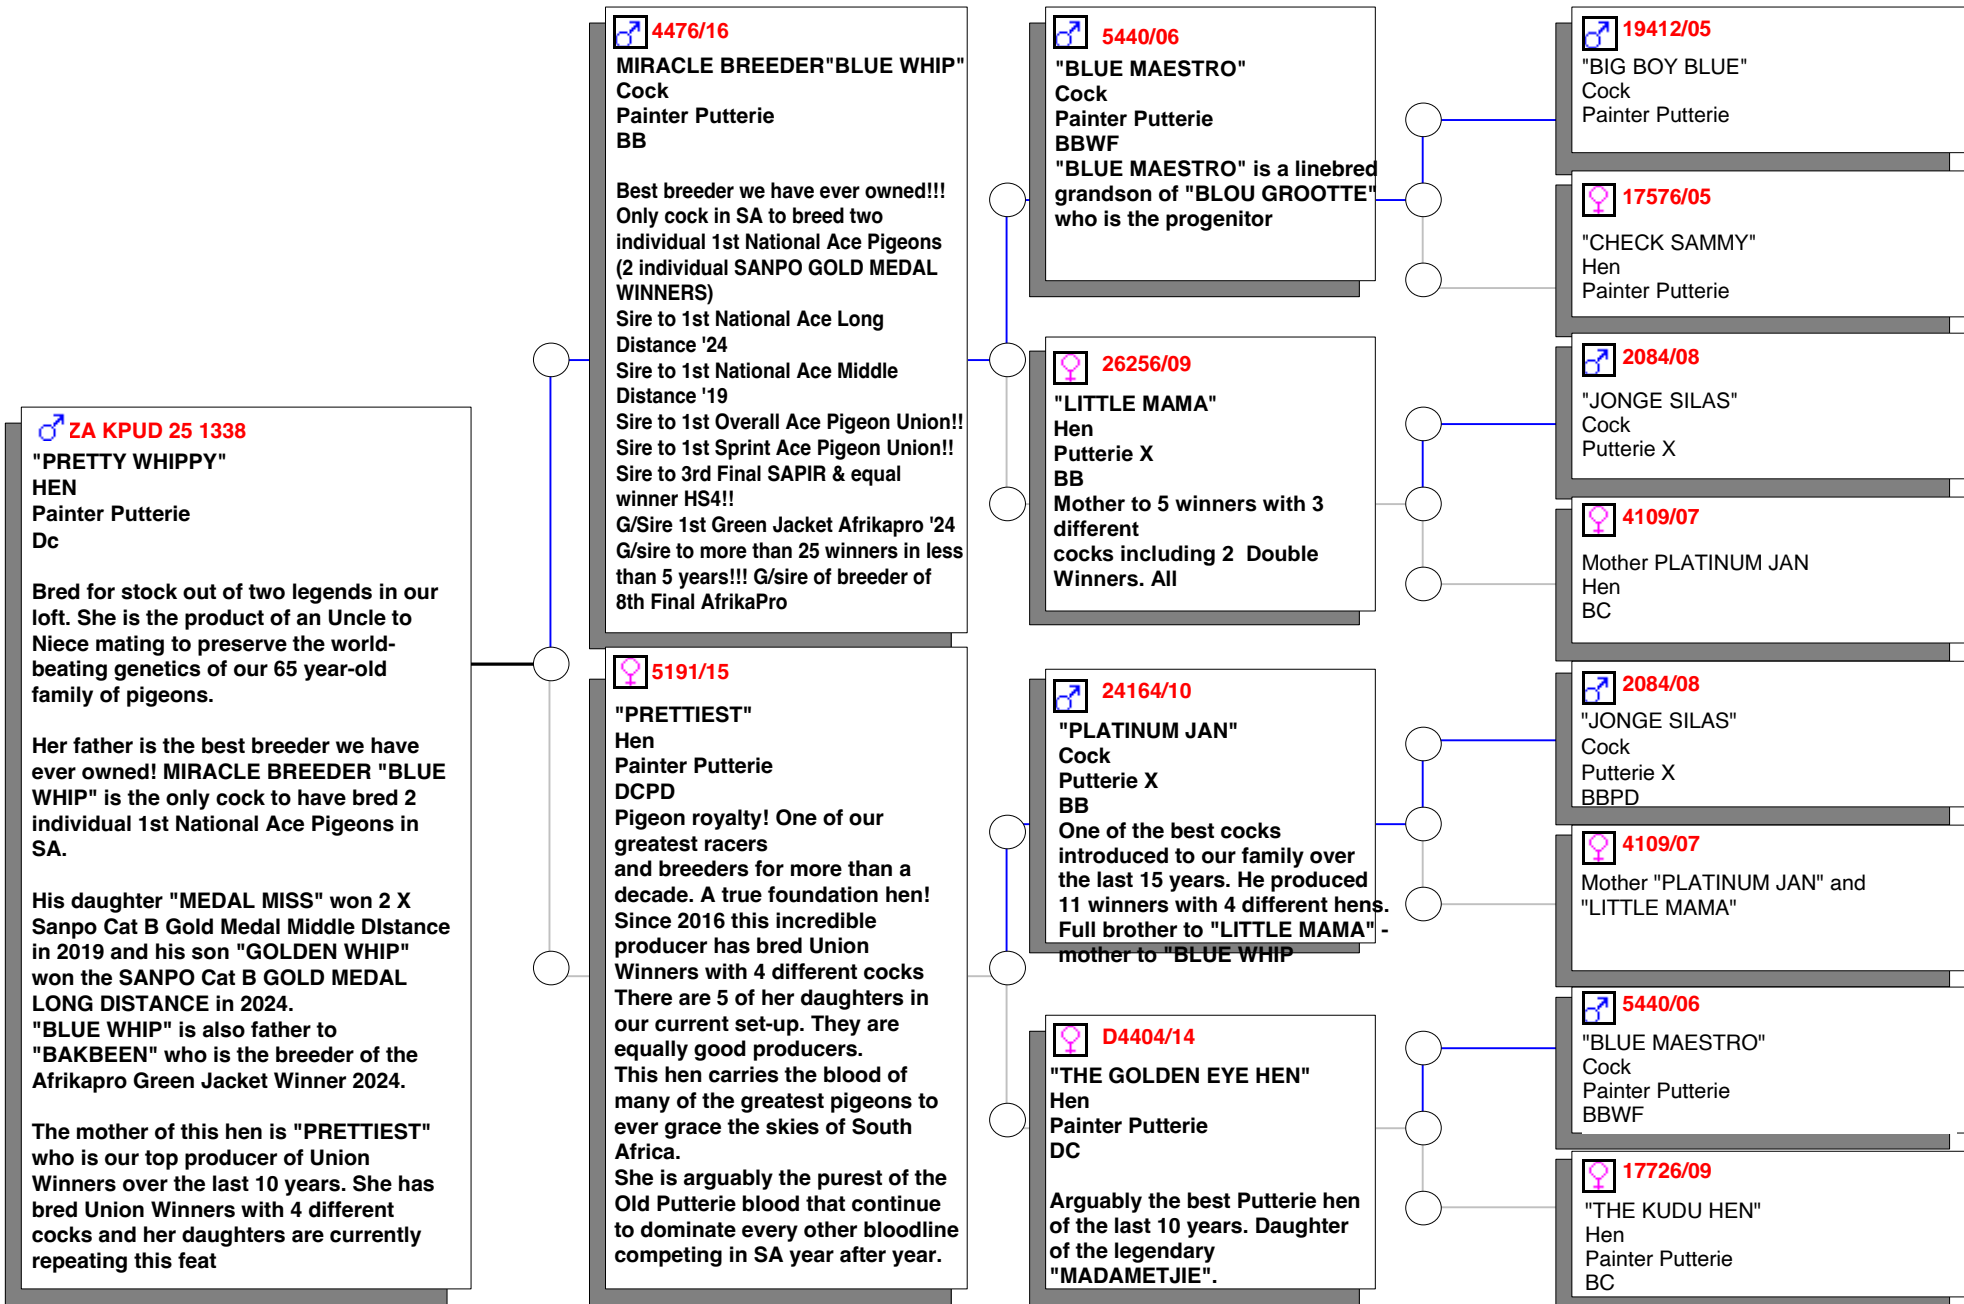 ZA KPUD 25 1338
"PRETTY WHIPPY"
HEN
Painter Putterie
Dc
Bred for stock out of two legends in our
loft. She is the product of an Uncle to
Niece mating to preserve the world-
beating genetics of our 65 year-old
family of pigeons.
Her father is the best breeder we have
ever owned! MIRACLE BREEDER "BLUE
WHIP" is the only cock to have bred 2
individual 1st National Ace Pigeons in
SA.
His daughter "MEDAL MISS" won 2 X
Sanpo Cat B Gold Medal Middle DIstance
in 2019 and his son "GOLDEN WHIP"
won the SANPO Cat B GOLD MEDAL
LONG DISTANCE in 2024.
"BLUE WHIP" is also father to
"BAKBEEN" who is the breeder of the
Afrikapro Green Jacket Winner 2024.
The mother of this hen is "PRETTIEST"
who is our top producer of Union
Winners over the last 10 years. She has
bred Union Winners with 4 different
cocks and her daughters are currently
repeating this feat
4476/16
MIRACLE BREEDER"BLUE WHIP"
Cock
Painter Putterie
BB
Best breeder we have ever owned!!!
Only cock in SA to breed two
individual 1st National Ace Pigeons
(2 individual SANPO GOLD MEDAL
WINNERS)
Sire to 1st National Ace Long
Distance '24
Sire to 1st National Ace Middle
Distance '19
Sire to 1st Overall Ace Pigeon Union!!
Sire to 1st Sprint Ace Pigeon Union!!
Sire to 3rd Final SAPIR & equal
winner HS4!!
G/Sire 1st Green Jacket Afrikapro '24
G/sire to more than 25 winners in less
than 5 years!!! G/sire of breeder of
8th Final AfrikaPro
5191/15
"PRETTIEST"
Hen
Painter Putterie
DCPD
Pigeon royalty! One of our
greatest racers
and breeders for more than a
decade. A true foundation hen!
Since 2016 this incredible
producer has bred Union
Winners with 4 different cocks
There are 5 of her daughters in
our current set-up. They are
equally good producers.
This hen carries the blood of
many of the greatest pigeons to
ever grace the skies of South
Africa.
She is arguably the purest of the
Old Putterie blood that continue
to dominate every other bloodline
competing in SA year after year.
5440/06
"BLUE MAESTRO"
Cock
Painter Putterie
BBWF
"BLUE MAESTRO" is a linebred
grandson of "BLOU GROOTTE"
who is the progenitor
26256/09
"LITTLE MAMA"
Hen
Putterie X
BB
Mother to 5 winners with 3
different
cocks including 2 Double
Winners. All
24164/10
"PLATINUM JAN"
Cock
Putterie X
BB
One of the best cocks
introduced to our family over
the last 15 years. He produced
11 winners with 4 different hens.
Full brother to "LITTLE MAMA" -
mother to "BLUE WHIP
D4404/14
"THE GOLDEN EYE HEN"
Hen
Painter Putterie
DC
Arguably the best Putterie hen
of the last 10 years. Daughter
of the legendary
"MADAMETJIE".
19412/05
"BIG BOY BLUE"
Cock
Painter Putterie
17576/05
"CHECK SAMMY"
Hen
Painter Putterie
2084/08
"JONGE SILAS"
Cock
Putterie X
4109/07
Mother PLATINUM JAN
Hen
BC
2084/08
"JONGE SILAS"
Cock
Putterie X
BBPD
4109/07
Mother "PLATINUM JAN" and
"LITTLE MAMA"
5440/06
"BLUE MAESTRO"
Cock
Painter Putterie
BBWF
17726/09
"THE KUDU HEN"
Hen
Painter Putterie
BC